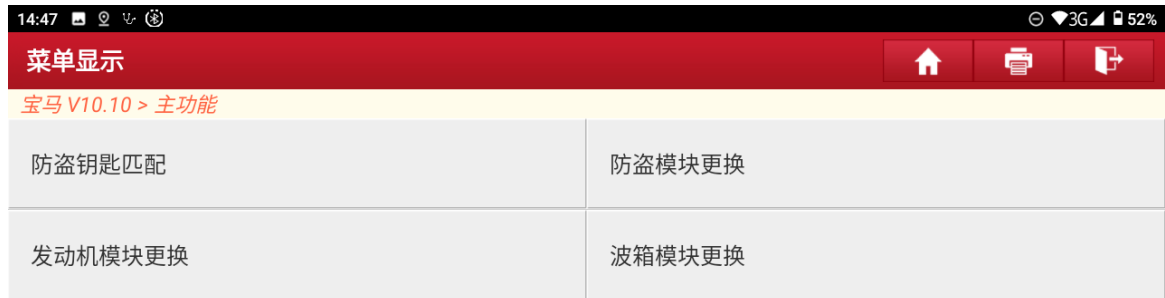 14:47 3G 52%
菜单显示
宝马 V10.10 > 主功能
防盗钥匙匹配 防盗模块更换
发动机模块更换 波箱模块更换